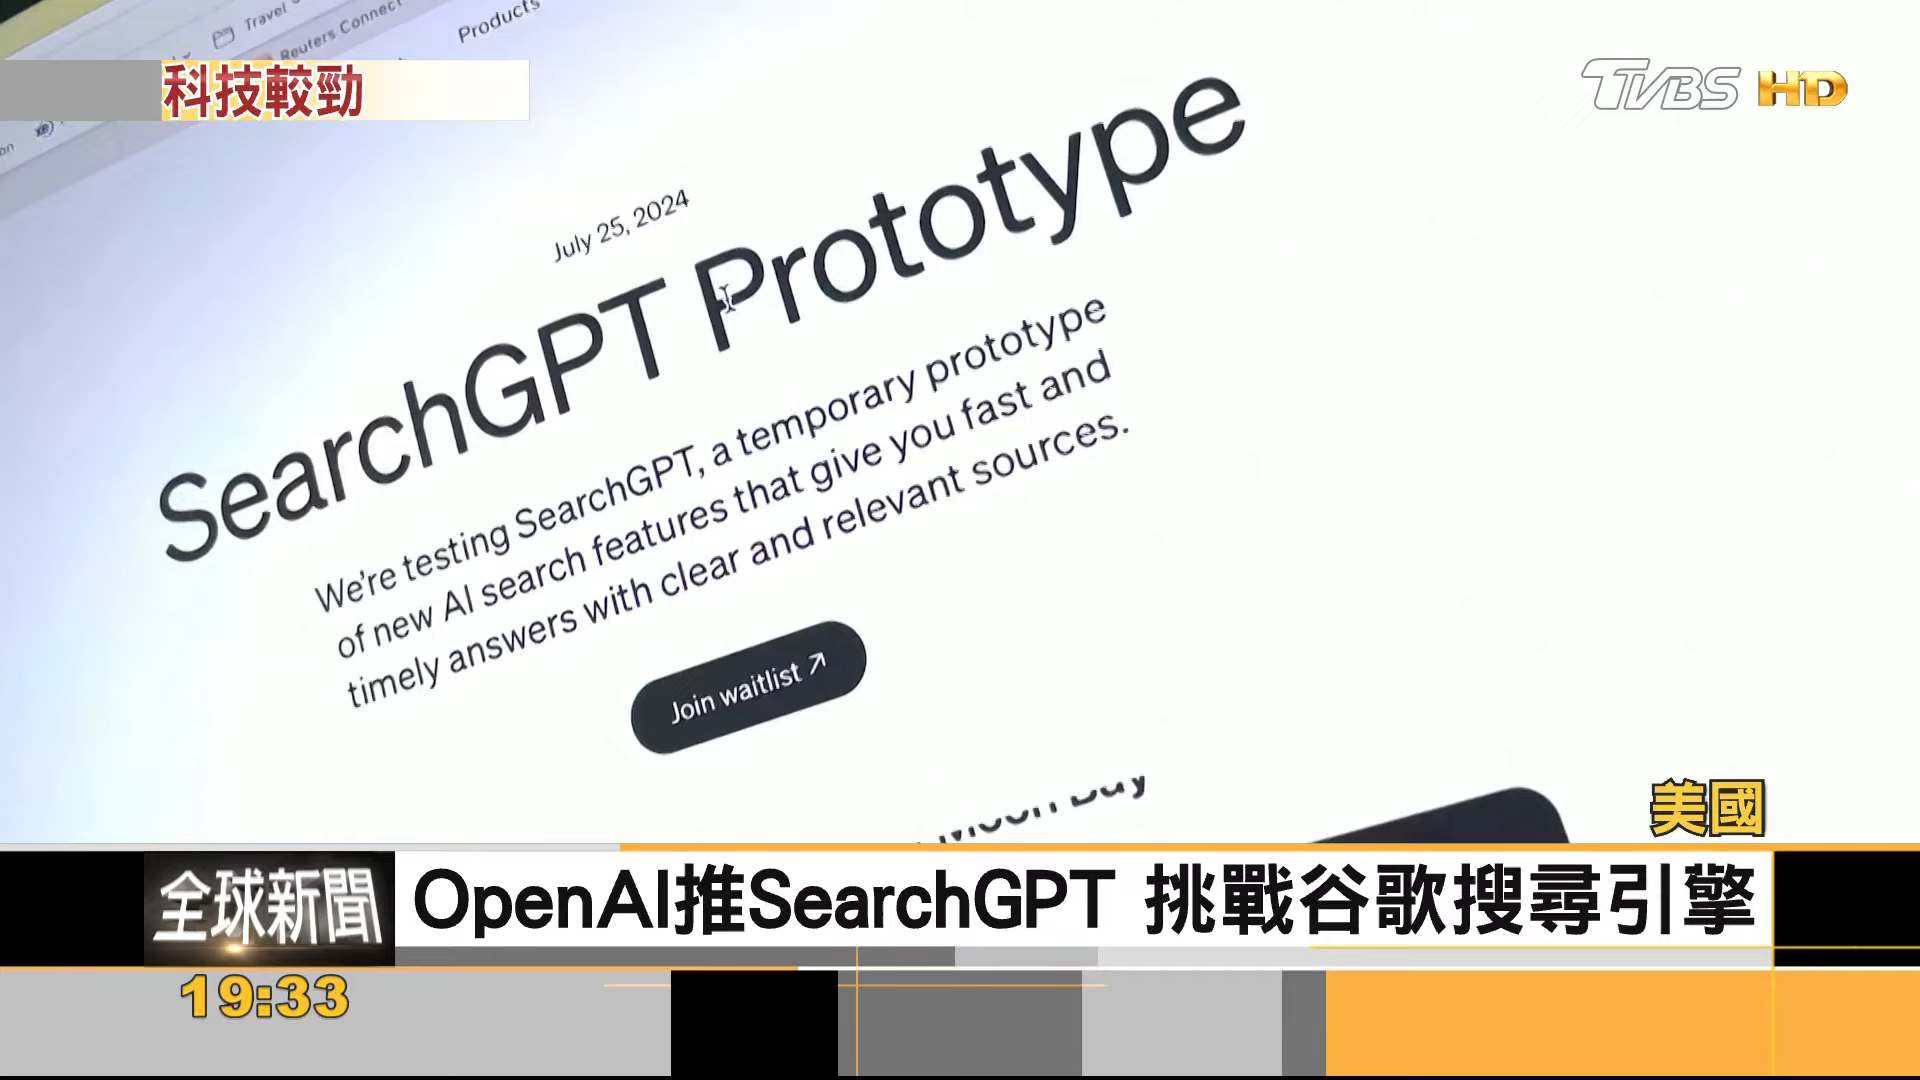 Travel
Reuters Connect
Products
科技較勁
TVBS HD
July 25, 2024
SearchGPT Prototype
We're testing SearchGPT, a temporary prototype
of new AI search features that give you fast and
timely answers with clear and relevant sources.
Join waitlist ↗
美國
全球新聞
OpenAI推SearchGPT 挑戰谷歌搜尋引擎
19:33